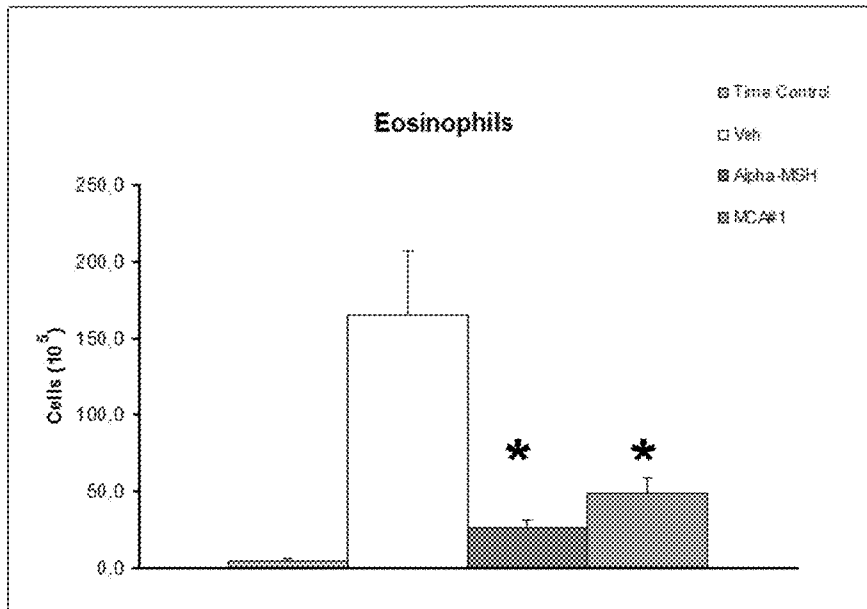 Eosinophils
Time Control
Veh
Alpha-MSH
MCA#1
250,0
200,0
150,0
100,0
50,0
0,0
Cells (10^5)
*
*